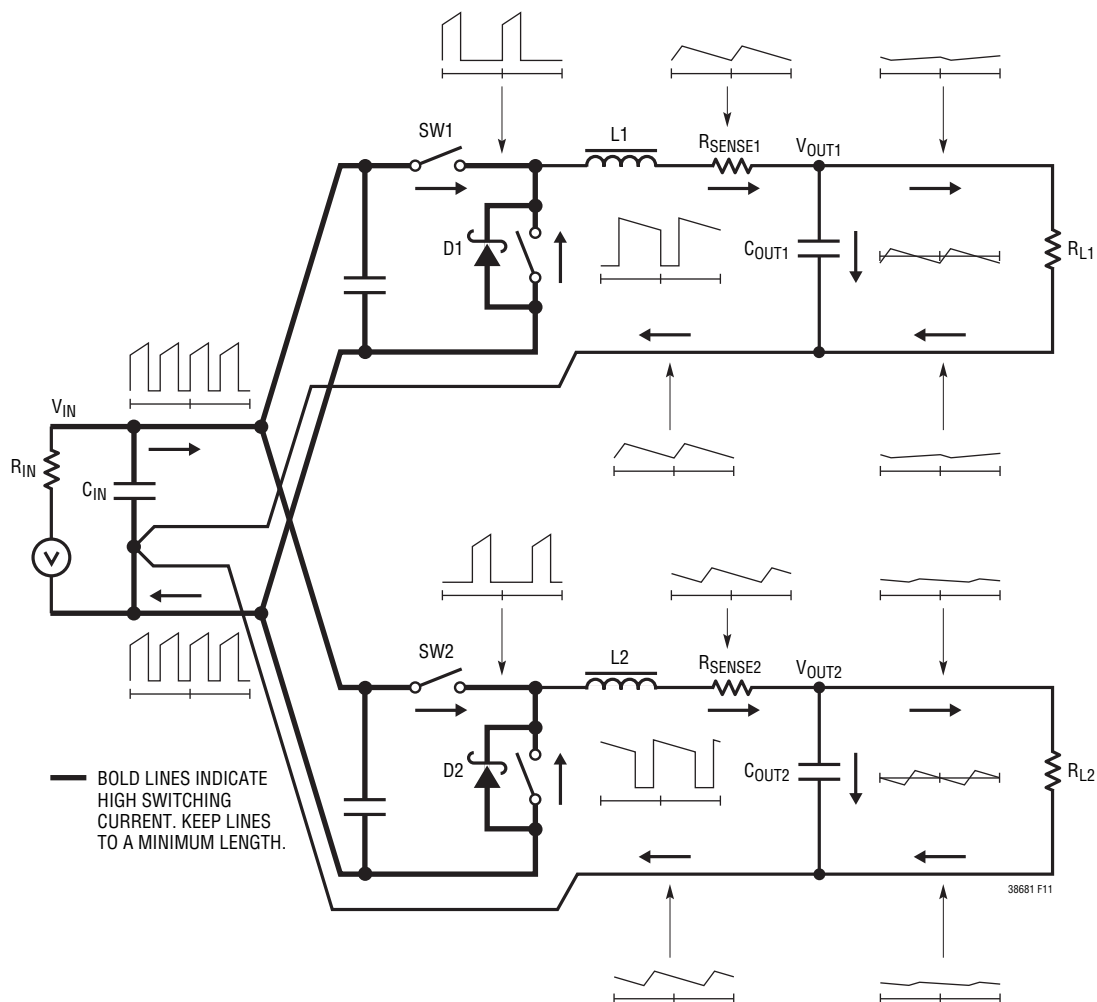 SW1
L1
RSENSE1
VOUT1
D1
COUT1
RL1
VIN
RIN
CIN
V
SW2
L2
RSENSE2
VOUT2
D2
COUT2
RL2
BOLD LINES INDICATE
HIGH SWITCHING
CURRENT. KEEP LINES
TO A MINIMUM LENGTH.
38681 F11